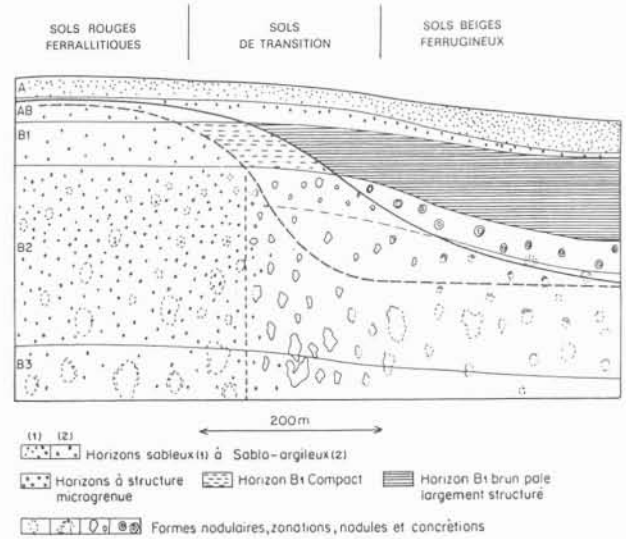 SOLS ROUGES
FERRALLITIQUES
SOLS
DE TRANSITION
SOLS BEIGES
FERRUGINEUX
A
AB
B1
B2
B3
200m
(1) (2)
Horizons sableux(1) à Sablo-argileux(2)
Horizons à structure
microgrenue
Horizon B1 Compact
Horizon B1 brun pale
largement structuré
Formes nodulaires, zonations, nodules et concrétions